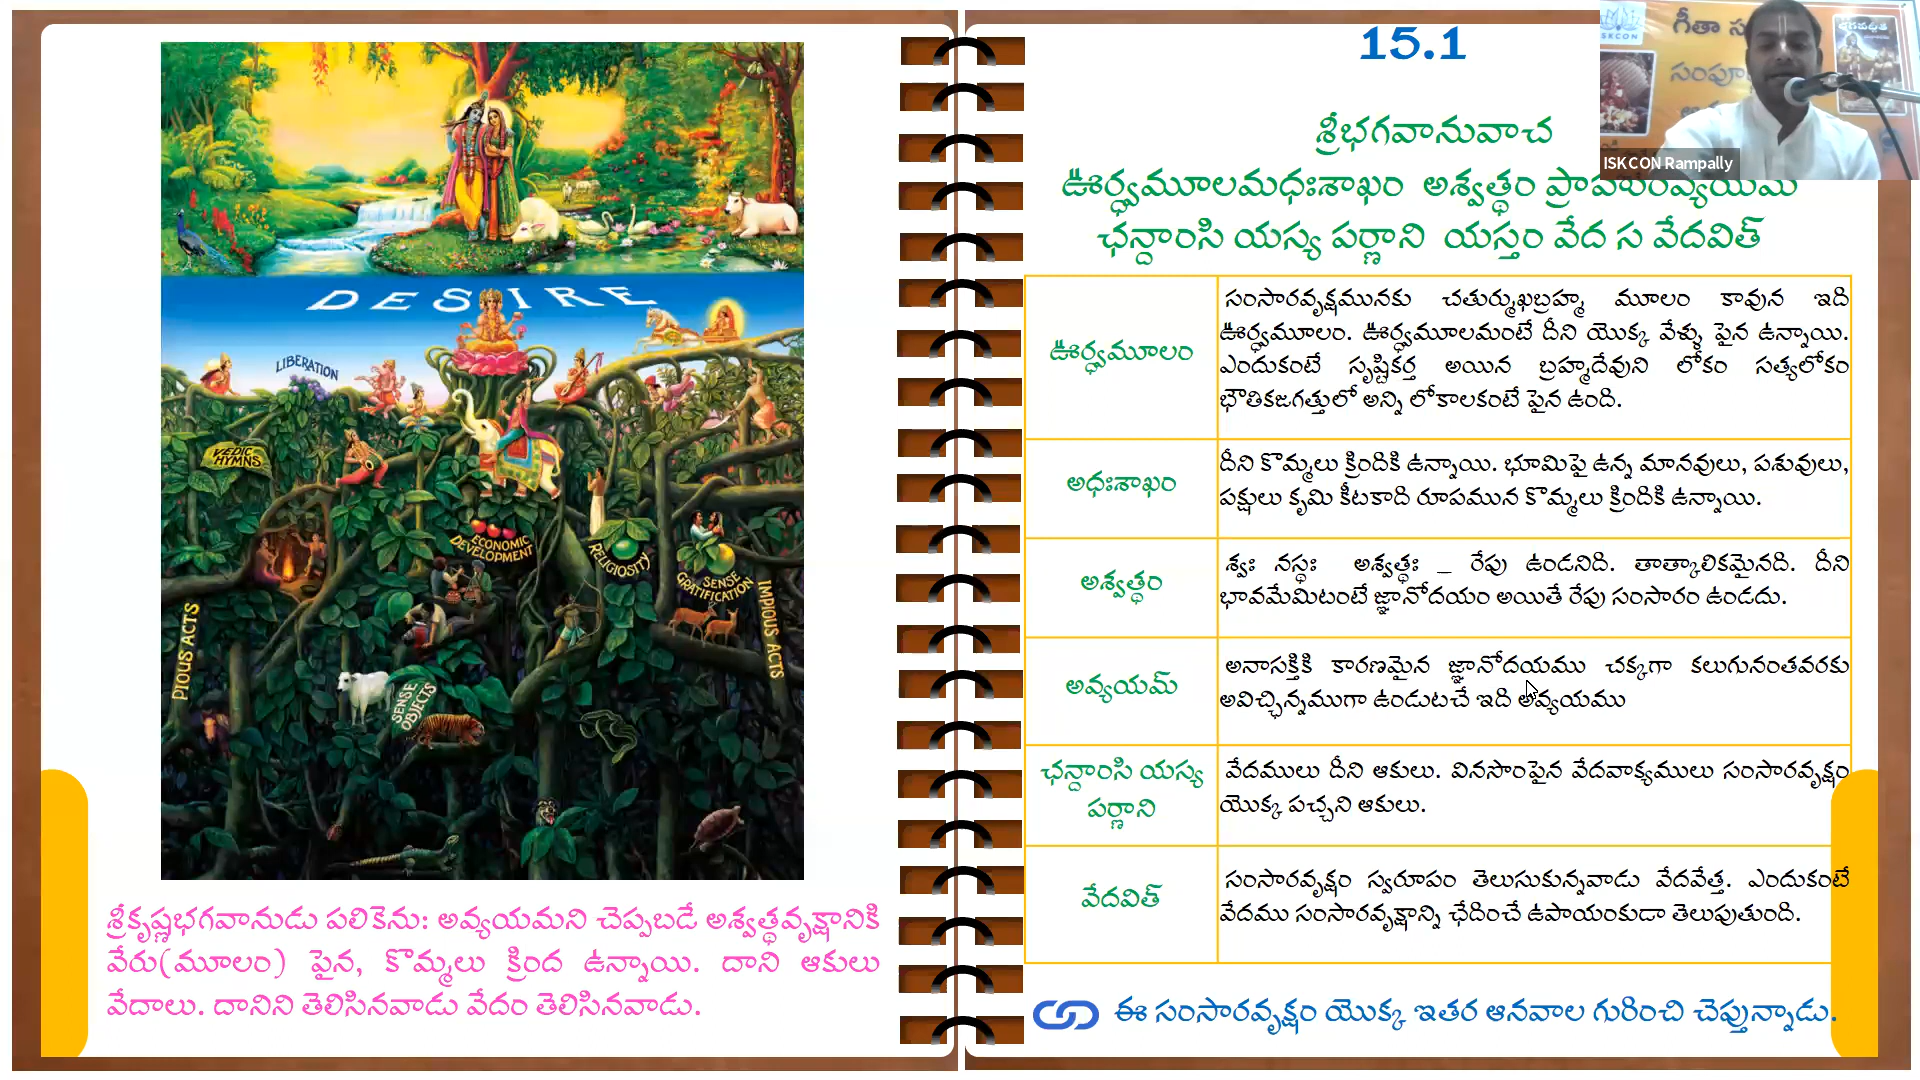 DESIRE
LIBERATION
VEDIC
HYMNS
ECONOMIC
DEVELOPMENT
RELIGIOSITY
SENSE
GRATIFICATION
PIOUS ACTS
IMPIOUS ACTS
SENSE
OBJECTS
శ్రీకృష్ణభగవానుడు పలికెను: అవ్యయమని చెప్పబడే అశ్వత్థవృక్షానికి
వేరు(మూలం) పైన, కొమ్మలు క్రింద ఉన్నాయి. దాని ఆకులు
వేదాలు. దానిని తెలిసినవాడు వేదం తెలిసినవాడు.
15.1
శ్రీభగవానువాచ
ఊర్ధ్వమూలమధఃశాఖం అశ్వత్థం
ఛన్దాంసి యస్య పర్ణాని యస్తం వేద స వేదవిత్
ఊర్ధ్వమూలం
సంసారవృక్షమునకు చతుర్ముఖబ్రహ్మ మూలం కావున ఇది
ఊర్ధ్వమూలం. ఊర్ధ్వమూలమంటే దీని యొక్క వేళ్ళు పైన ఉన్నాయి.
ఎందుకంటే సృష్టికర్త అయిన బ్రహ్మదేవుని లోకం సత్యలోకం
భౌతికజగత్తులో అన్ని లోకాలకంటే పైన ఉంది.
అధఃశాఖం
దీని కొమ్మలు క్రిందికి ఉన్నాయి. భూమిపై ఉన్న మానవులు, పశువులు,
పక్షులు కృమి కీటకాది రూపమున కొమ్మలు క్రిందికి ఉన్నాయి.
అశ్వత్థం
శ్వః నస్థః అశ్వత్థః _ రేపు ఉండనిది. తాత్కాలికమైనది. దీని
భావమేమిటంటే జ్ఞానోదయం అయితే రేపు సంసారం ఉండదు.
అవ్యయమ్
అనాసక్తికి కారణమైన జ్ఞానోదయము చక్కగా కలుగునంతవరకు
అవిచ్ఛిన్నముగా ఉండుటచే ఇది అవ్యయము
ఛన్దాంసి యస్య
పర్ణాని
వేదములు దీని ఆకులు. వినసొంపైన వేదవాక్యములు సంసారవృక్షం
యొక్క పచ్చని ఆకులు.
వేదవిత్
సంసారవృక్షం స్వరూపం తెలుసుకున్నవాడు వేదవేత్త. ఎందుకంటే
వేదము సంసారవృక్షాన్ని ఛేదించే ఉపాయంకుడా తెలుపుతుంది.
ఈ సంసారవృక్షం యొక్క ఇతర ఆనవాల గురించి చెప్తున్నాడు.
గీతా
ISKCON Rampally